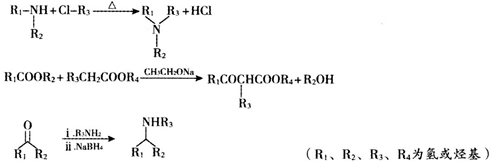 R₁-NH+Cl-R₃ △ R₁ R₃+HCl
R₂ N
R₂
R₁COOR₂+R₃CH₂COOR₄ CH₃CH₂ONa R₁COCHCOOR₄+R₂OH
R₃
O ⅰ.R₃NH₂ NHR₃
R₁ R₂ ⅱ.NaBH₄ R₁ R₂ (R₁、R₂、R₃、R₄为氢或烃基)